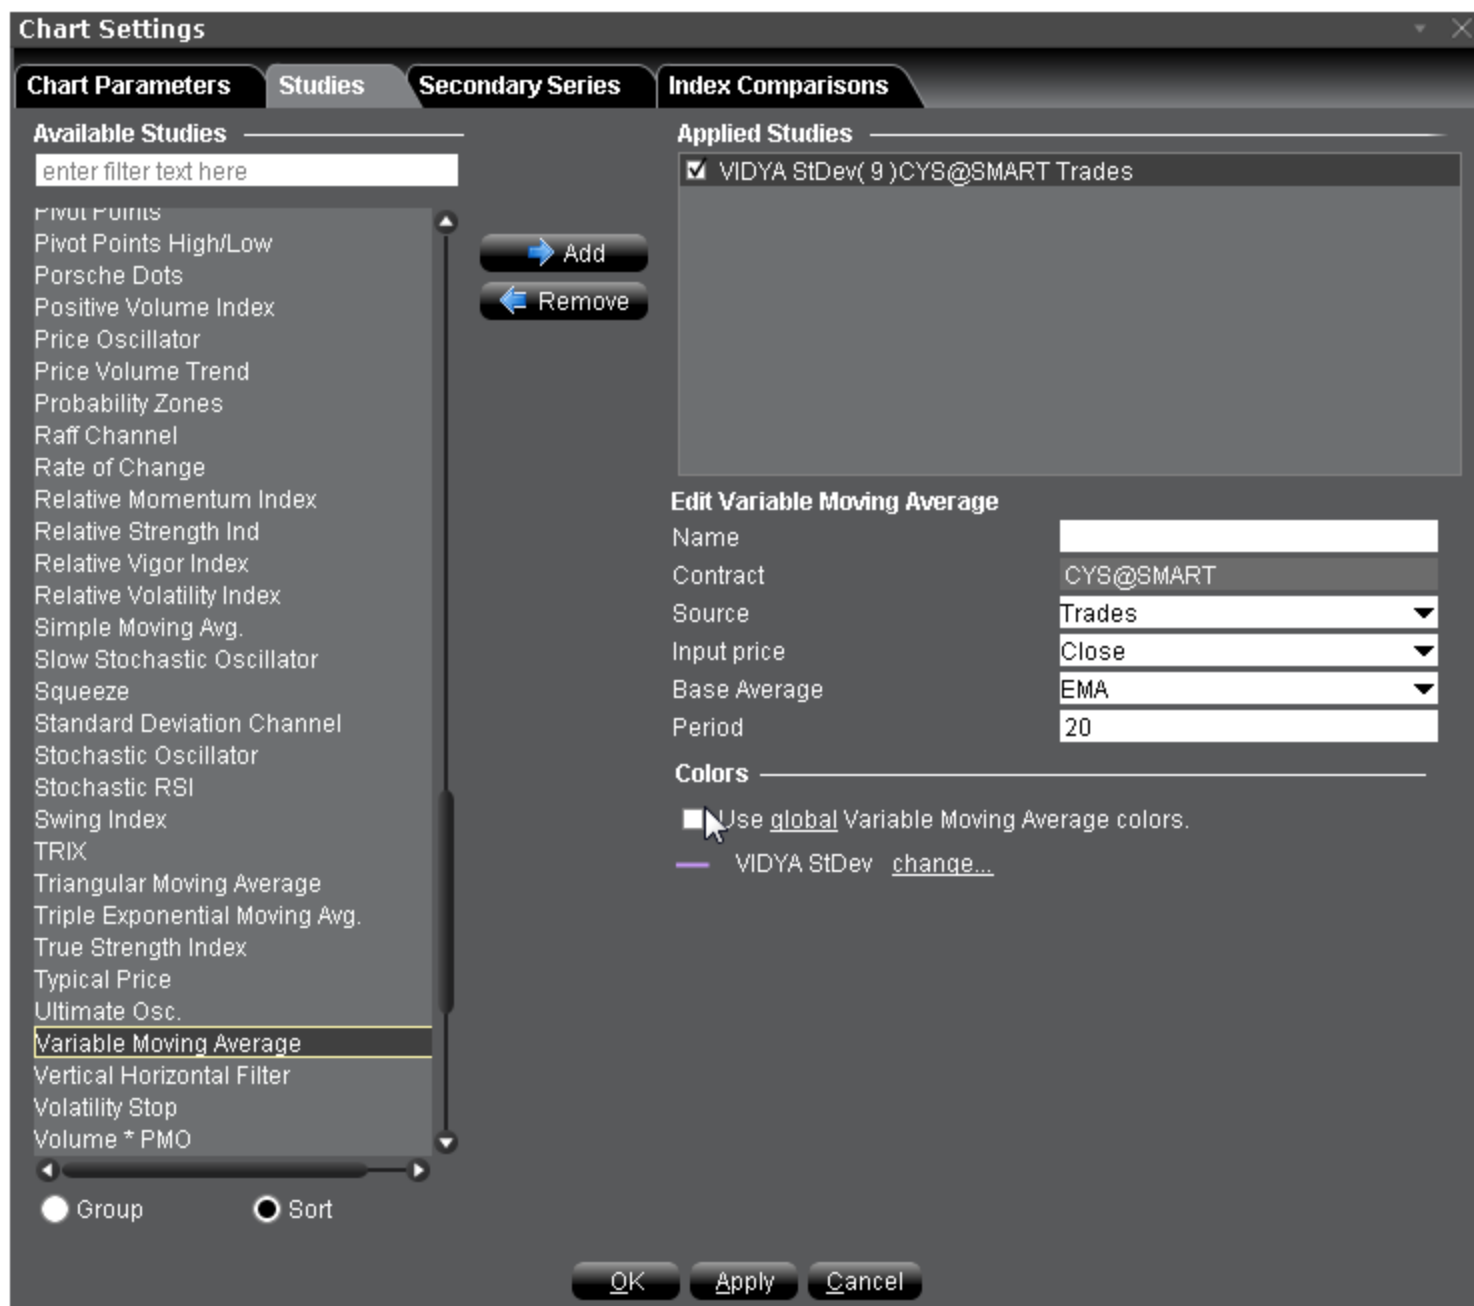 Chart Settings
Chart Parameters
Studies
Secondary Series
Index Comparisons
Available Studies
enter filter text here
Pivot Points
Pivot Points High/Low
Porsche Dots
Positive Volume Index
Price Oscillator
Price Volume Trend
Probability Zones
Raff Channel
Rate of Change
Relative Momentum Index
Relative Strength Ind
Relative Vigor Index
Relative Volatility Index
Simple Moving Avg.
Slow Stochastic Oscillator
Squeeze
Standard Deviation Channel
Stochastic Oscillator
Stochastic RSI
Swing Index
TRIX
Triangular Moving Average
Triple Exponential Moving Avg.
True Strength Index
Typical Price
Ultimate Osc.
Variable Moving Average
Vertical Horizontal Filter
Volatility Stop
Volume * PMO
Group
Sort
Add
Remove
Applied Studies
VIDYA StDev( 9 )CYS@SMART Trades
Edit Variable Moving Average
Name
Contract CYS@SMART
Source Trades
Input price Close
Base Average EMA
Period 20
Colors
Use global Variable Moving Average colors.
VIDYA StDev change...
OK
Apply
Cancel